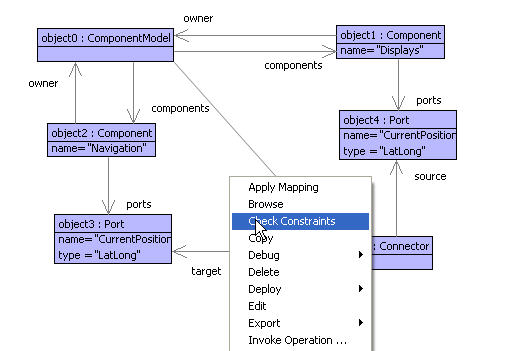 owner
object0 : ComponentModel
object1 : Component
name= "Displays"
components
owner
components
ports
object2 : Component
name= "Navigation"
object4 : Port
name= "CurrentPosition
type = "LatLong"
source
ports
object3 : Port
name= "CurrentPosition
type = "LatLong"
target
: Connector
Apply Mapping
Browse
Check Constraints
Copy
Debug
Delete
Deploy
Edit
Export
Invoke Operation ...